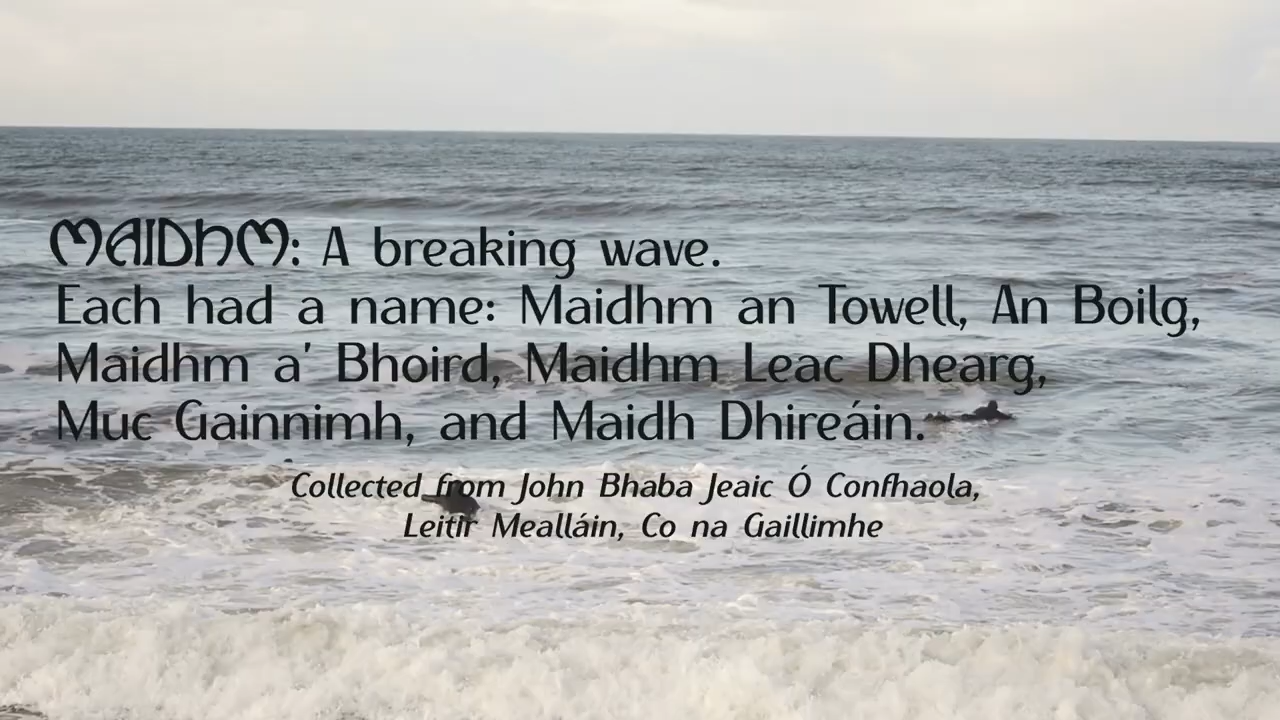 MAIDHM: A breaking wave.
Each had a name: Maidhm an Towell, An Boilg,
Maidhm a' Bhoird, Maidhm Leac Dhearg,
Muc Gainnimh, and Maidh Dhireáin.
Collected from John Bhaba Jeaic Ó Confhaola,
Leitir Mealláin, Co na Gaillimhe